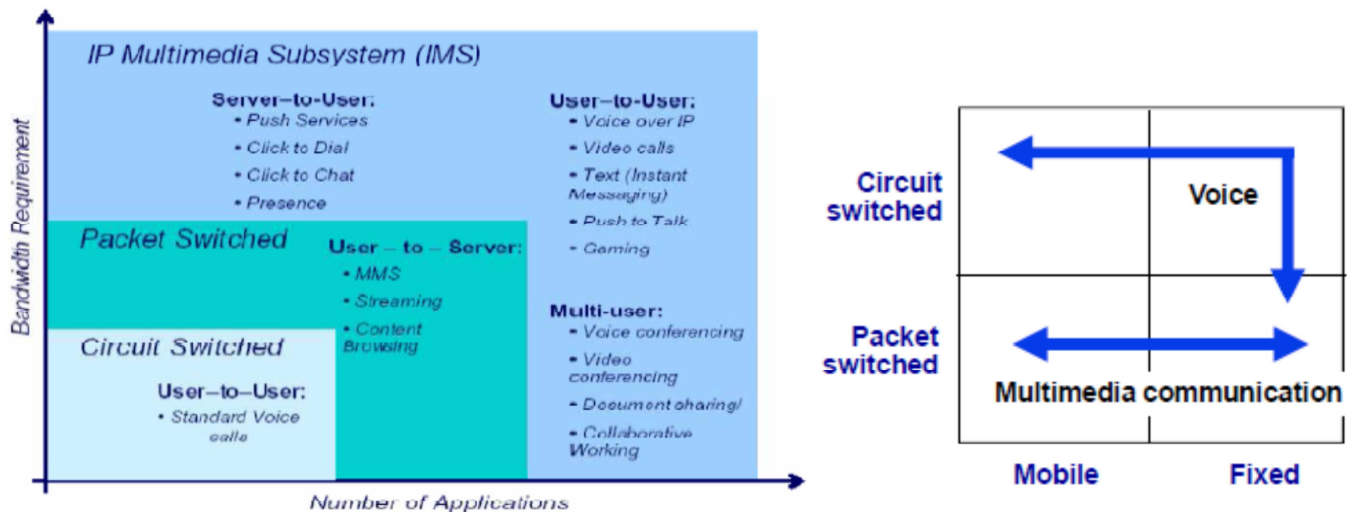 IP Multimedia Subsystem (IMS)
Server–to-User:
• Push Services
• Click to Dial
• Click to Chat
• Presence
User–to-User:
• Voice over IP
• Video calls
• Text (Instant
Messaging)
• Push to Talk
• Gaming
Packet Switched
User – to – Server:
• MMS
• Streaming
• Content
Browsing
Multi-user:
• Voice conferencing
• Video
conferencing
• Document sharing/
• Collaborative
Working
Circuit Switched
User–to–User:
• Standard Voice
calls
Bandwidth Requirement
Number of Applications
Circuit
switched
Voice
Packet
switched
Multimedia communication
Mobile
Fixed